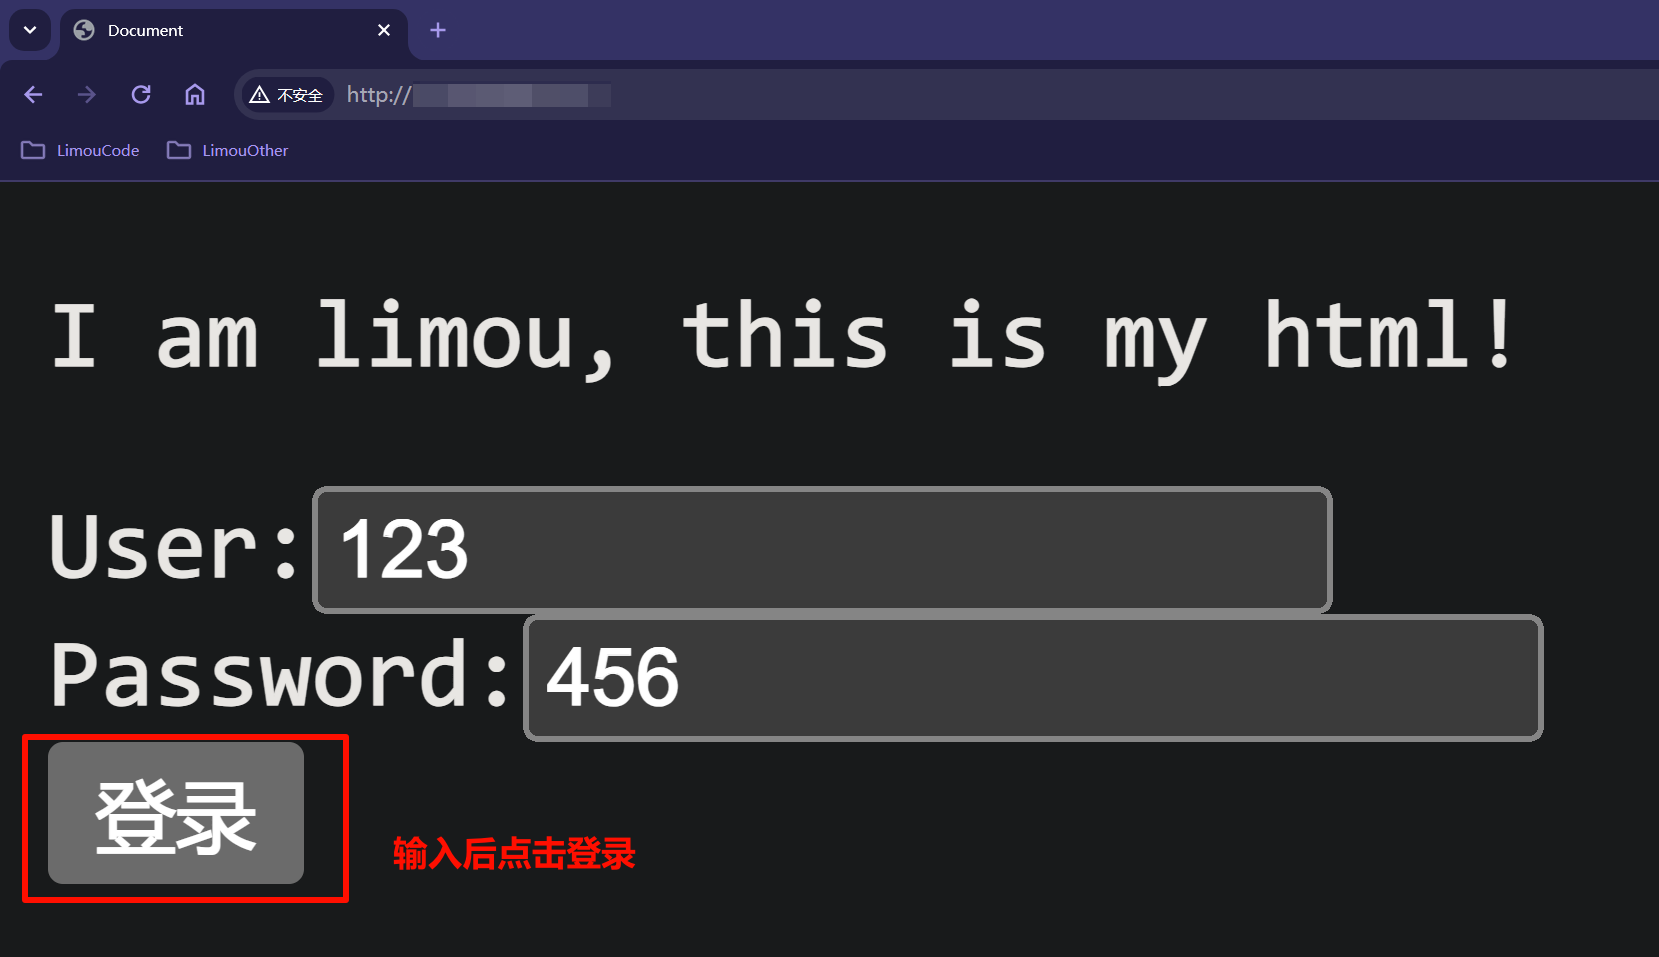 Document
不安全 http://
LimouCode LimouOther
I am limou, this is my html!
User: 123
Password: 456
登录
输入后点击登录